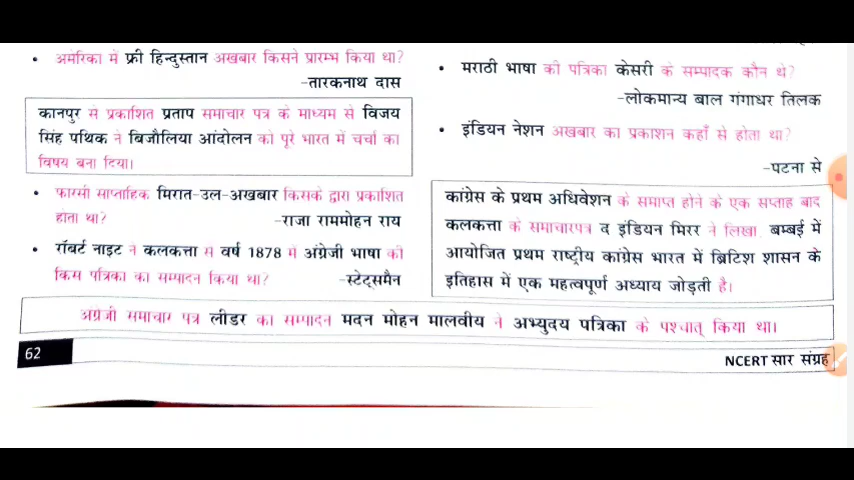 • अमेरिका में फ्री हिन्दुस्तान अखबार किसने प्रारम्भ किया था?
-तारकनाथ दास
कानपुर से प्रकाशित प्रताप समाचार पत्र के माध्यम से विजय
सिंह पथिक ने बिजौलिया आंदोलन को पूरे भारत में चर्चा का
विषय बना दिया।
• फारसी साप्ताहिक मिरात-उल-अखबार किसके द्वारा प्रकाशित
होता था? -राजा राममोहन राय
• रॉबर्ट नाइट ने कलकत्ता से वर्ष 1878 में अंग्रेजी भाषा की
किस पत्रिका का सम्पादन किया था? -स्टेट्समैन
• मराठी भाषा की पत्रिका केसरी के सम्पादक कौन थे?
-लोकमान्य बाल गंगाधर तिलक
• इंडियन नेशन अखबार का प्रकाशन कहाँ से होता था?
-पटना से
कांग्रेस के प्रथम अधिवेशन के समाप्त होने के एक सप्ताह बाद
कलकत्ता के समाचारपत्र द इंडियन मिरर ने लिखा, बम्बई में
आयोजित प्रथम राष्ट्रीय कांग्रेस भारत में ब्रिटिश शासन के
इतिहास में एक महत्वपूर्ण अध्याय जोड़ती है।
अंग्रेजी समाचार पत्र लीडर का सम्पादन मदन मोहन मालवीय ने अभ्युदय पत्रिका के पश्चात् किया था।
62
NCERT सार संग्रह